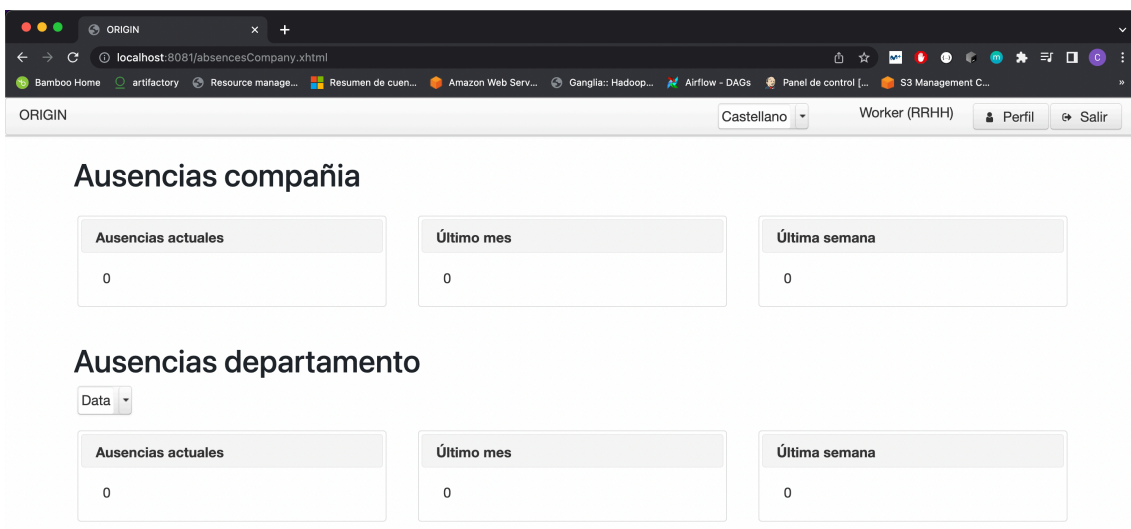 ORIGIN
localhost:8081/absencesCompany.xhtml
Bamboo Home artifactory Resource manage... Resumen de cuen... Amazon Web Serv... Ganglia:: Hadoop... Airflow - DAGs Panel de control [... S3 Management C... »
ORIGIN Castellano Worker (RRHH) Perfil Salir
Ausencias compañia
Ausencias actuales Último mes Última semana
0 0 0
Ausencias departamento
Data
Ausencias actuales Último mes Última semana
0 0 0